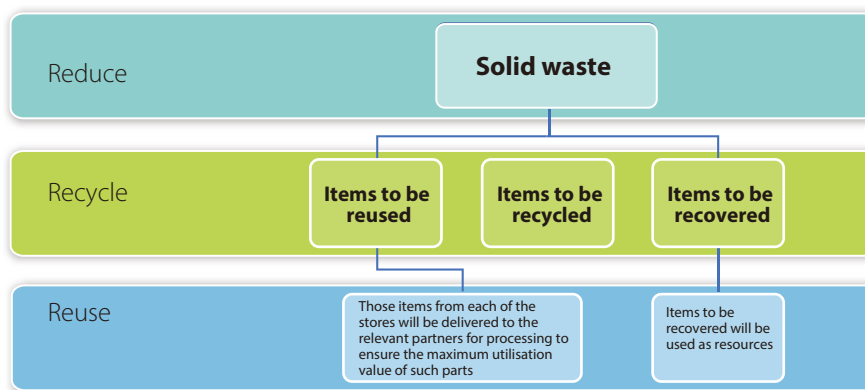 Reduce
Solid waste
Recycle
Items to be
reused
Items to be
recycled
Items to be
recovered
Reuse
Those items from each of the
stores will be delivered to the
relevant partners for processing to
ensure the maximum utilisation
value of such parts
Items to be
recovered will be
used as resources